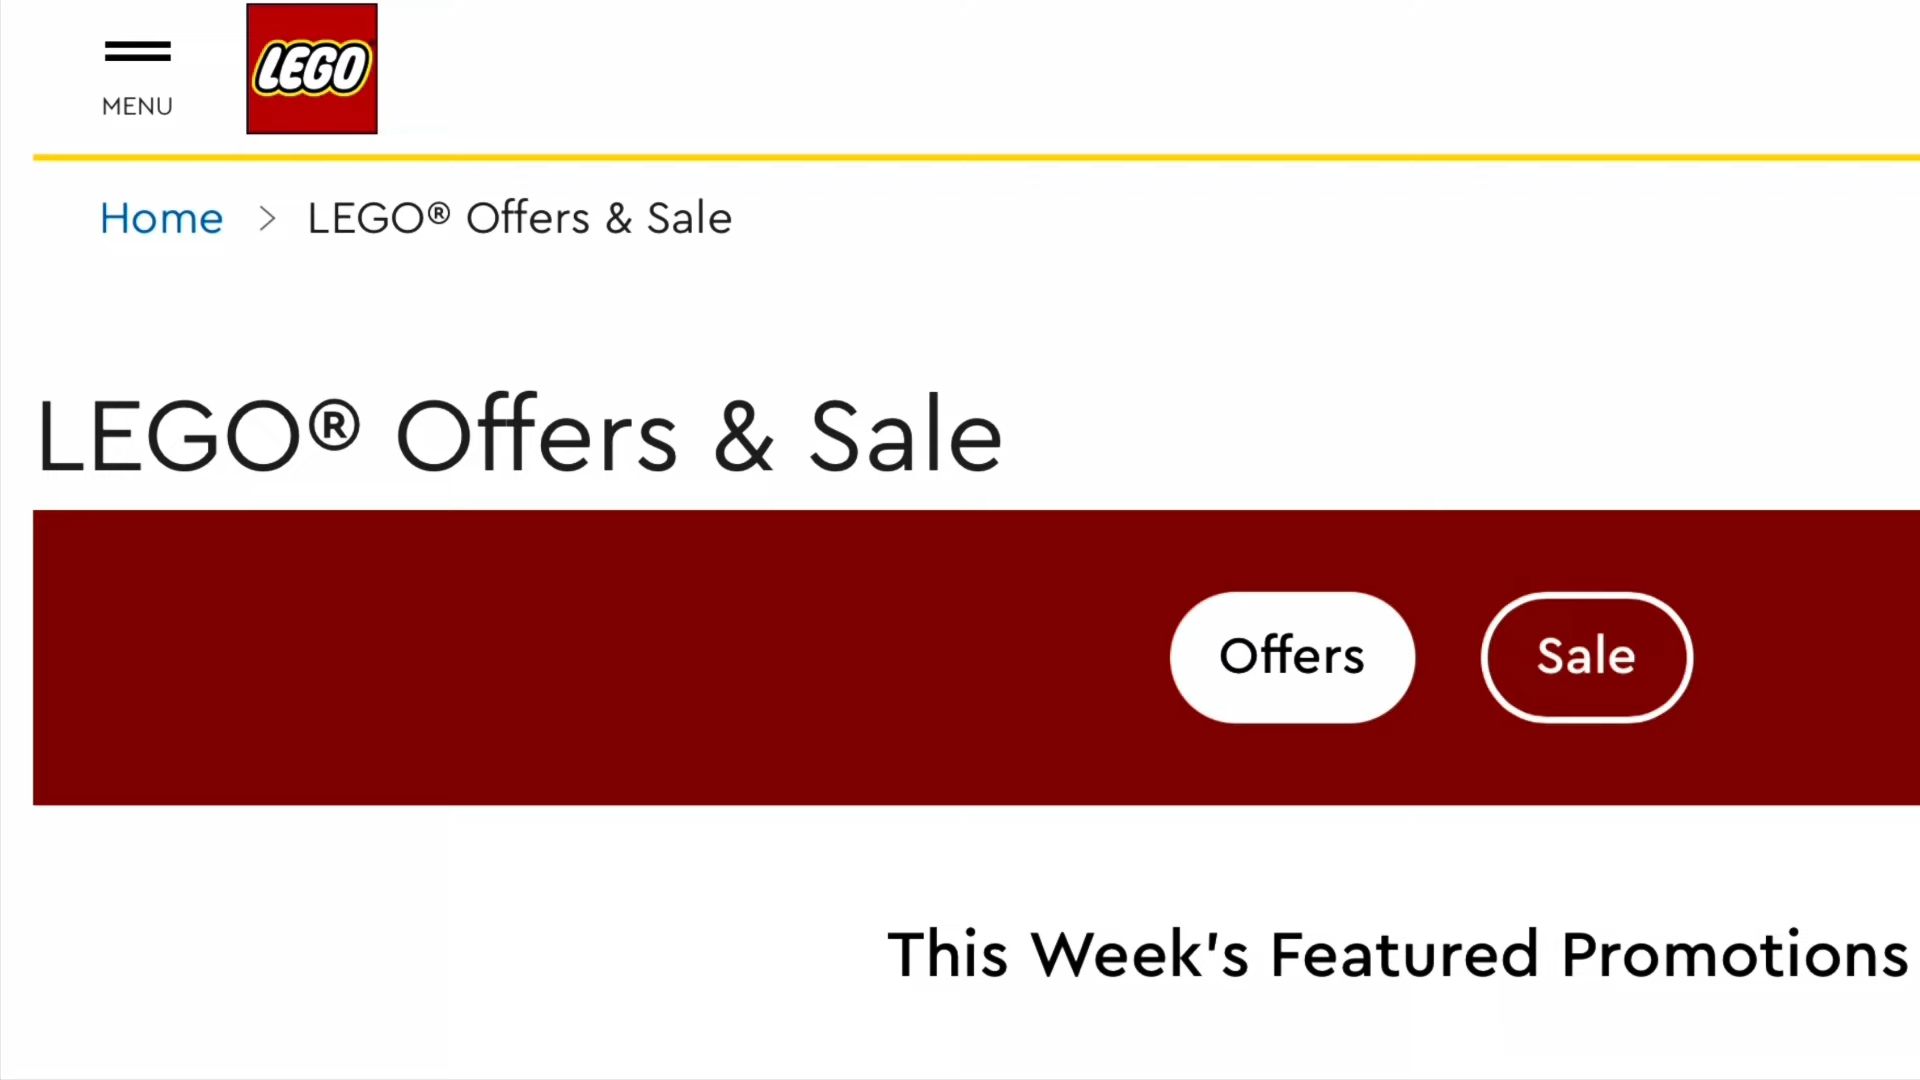 LEGO
MENU
Home > LEGO® Offers & Sale
LEGO® Offers & Sale
Offers Sale
This Week's Featured Promotions